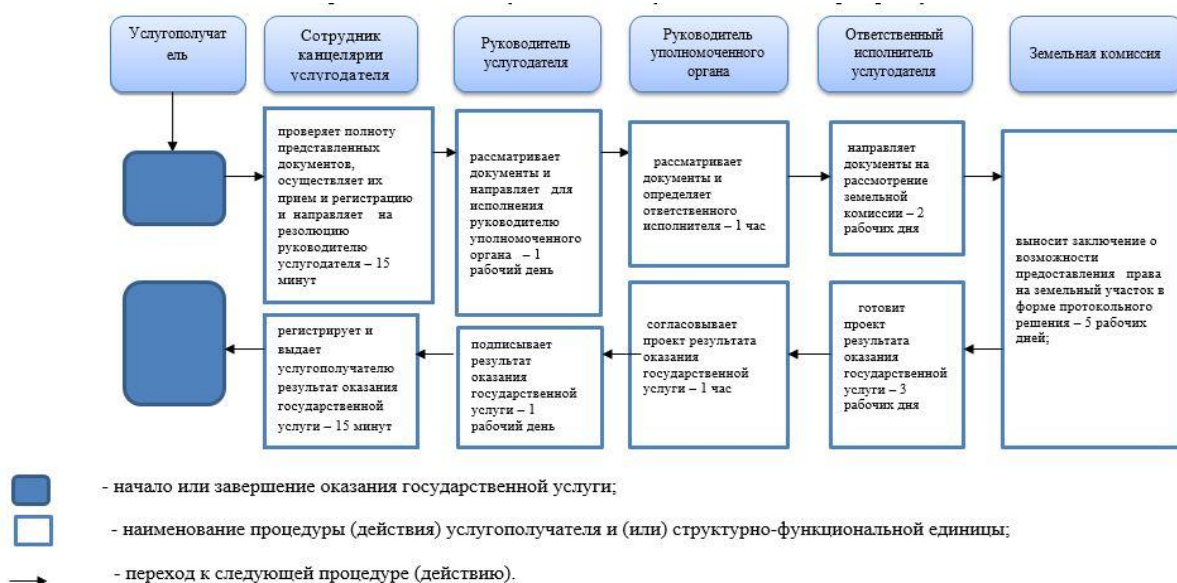 Услугополучат
ель
Сотрудник
канцелярии
услугодателя
Руководитель
услугодателя
Руководитель
уполномоченного
органа
Ответственный
исполнитель
услугодателя
Земельная комиссия
проверяет полноту
представленных
документов,
осуществляет их
прием и регистрацию
и направляет на
резолюцию
руководителю
услугодателя – 15
минут
рассматривает
документы и
направляет для
исполнения
руководителю
уполномоченного
органа – 1
рабочий день
рассматривает
документы и
определяет
ответственного
исполнителя – 1 час
направляет
документы на
рассмотрение
земельной
комиссии – 2
рабочих дня
выносит заключение о
возможности
предоставления права
на земельный участок в
форме протокольного
решения – 5 рабочих
дней;
регистрирует и
выдает
услугополучателю
результат оказания
государственной
услуги – 15 минут
подписывает
результат
оказания
государственной
услуги – 1
рабочий день
согласовывает
проект результата
оказания
государственной
услуги – 1 час
готовит
проект
результата
оказания
государственной
услуги – 3
рабочих дня
- начало или завершение оказания государственной услуги;
- наименование процедуры (действия) услугополучателя и (или) структурно-функциональной единицы;
- переход к следующей процедуре (действию).